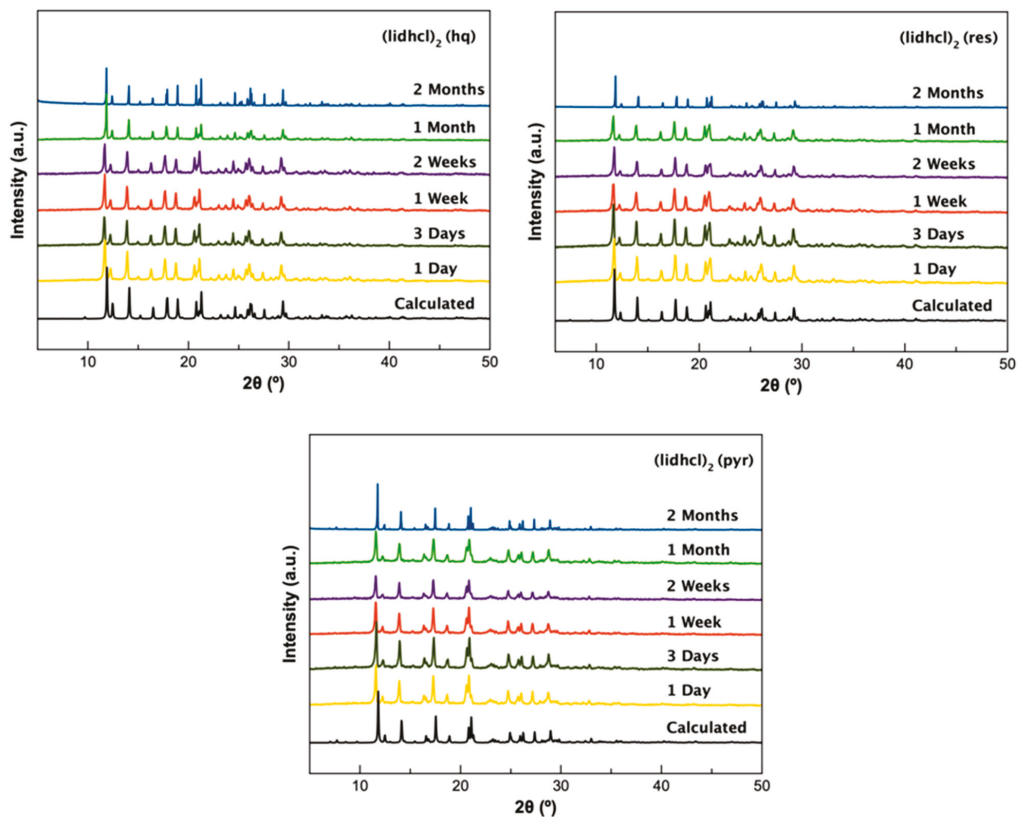 (lidhcl)2 (hq)
2 Months
1 Month
2 Weeks
1 Week
3 Days
1 Day
Calculated
Intensity (a.u.)
10 20 30 40 50
2θ (º)
(lidhcl)2 (res)
2 Months
1 Month
2 Weeks
1 Week
3 Days
1 Day
Calculated
Intensity (a.u.)
10 20 30 40 50
2θ (º)
(lidhcl)2 (pyr)
2 Months
1 Month
2 Weeks
1 Week
3 Days
1 Day
Calculated
Intensity (a.u.)
10 20 30 40 50
2θ (º)